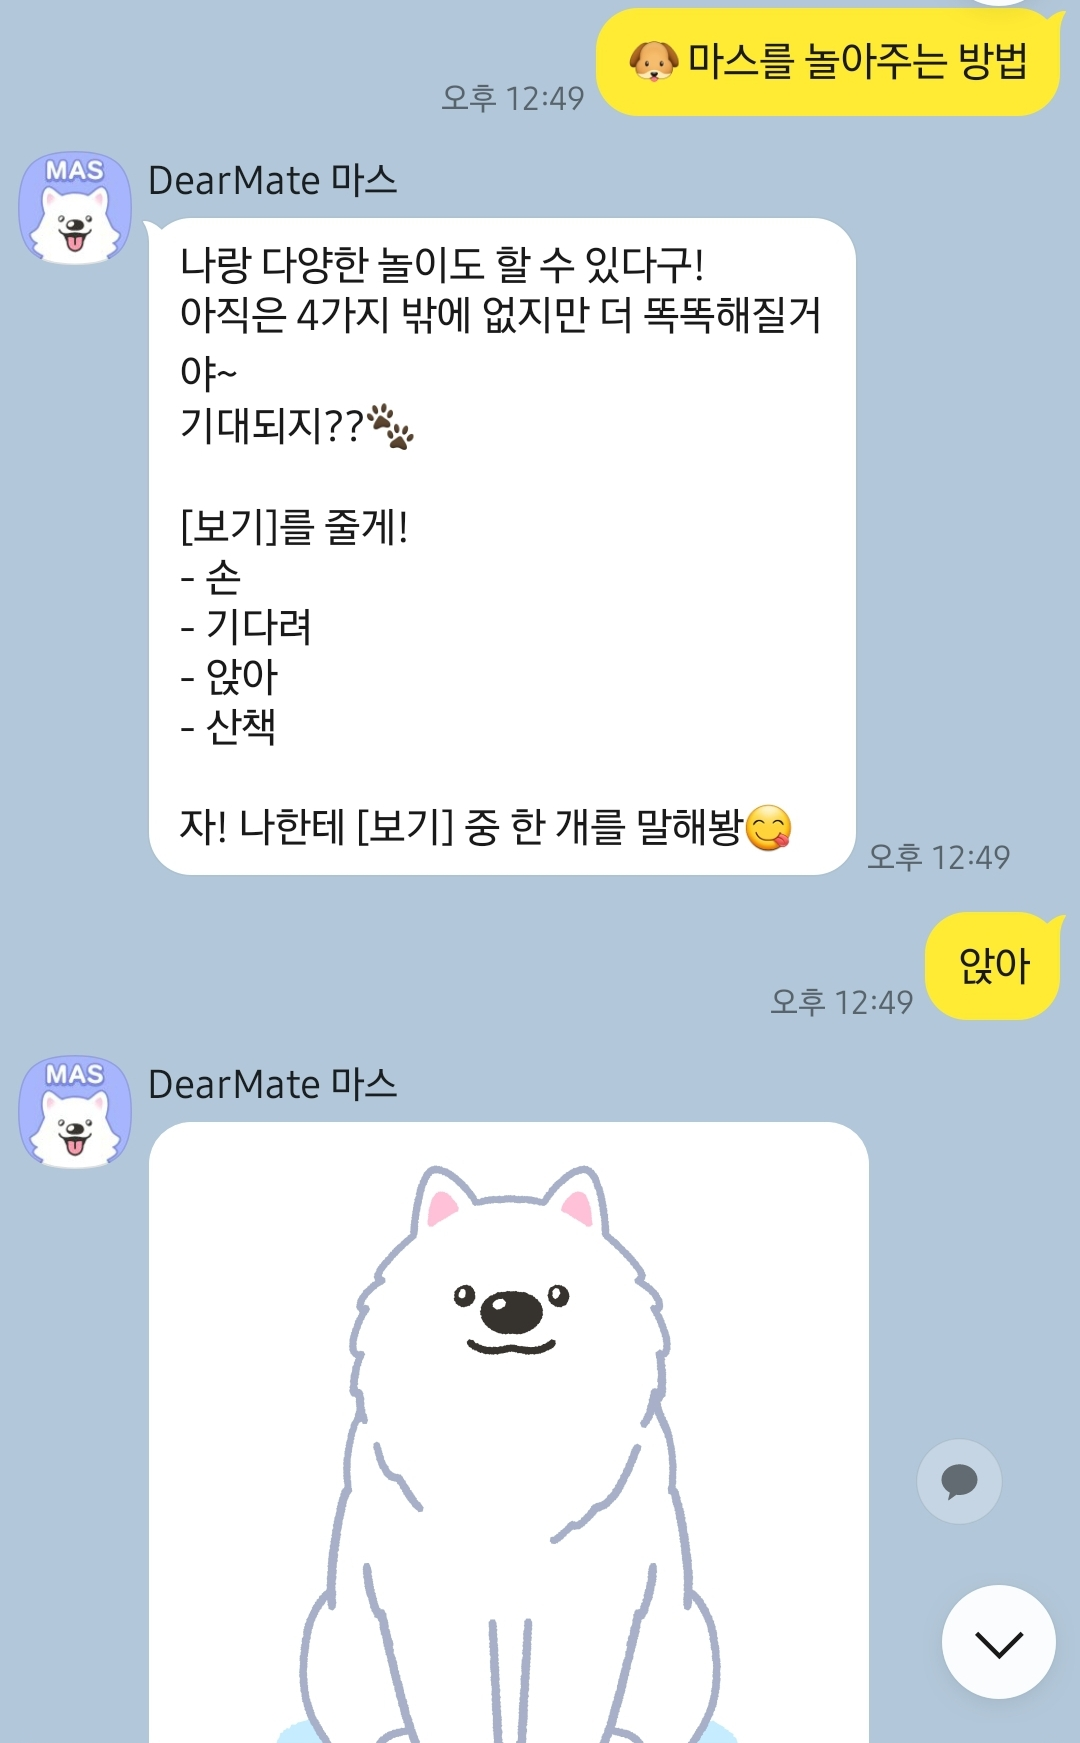 🐶 마스를 놀아주는 방법
오후 12:49
MAS
DearMate 마스
나랑 다양한 놀이도 할 수 있다구!
아직은 4가지 밖에 없지만 더 똑똑해질거
야~
기대되지??🐾
[보기]를 줄게!
- 손
- 기다려
- 앉아
- 산책
자! 나한테 [보기] 중 한 개를 말해봥😋
오후 12:49
앉아
오후 12:49
MAS
DearMate 마스